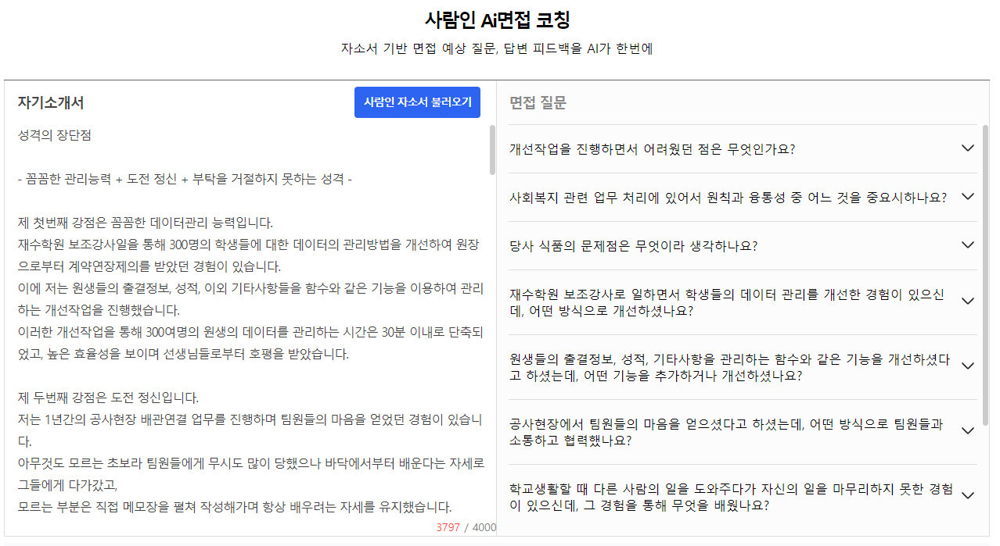 사람인 Ai면접 코칭
자소서 기반 면접 예상 질문, 답변 피드백을 AI가 한번에
자기소개서
사람인 자소서 불러오기
성격의 장단점
- 꼼꼼한 관리능력 + 도전 정신 + 부탁을 거절하지 못하는 성격 -
제 첫번째 강점은 꼼꼼한 데이터관리 능력입니다.
재수학원 보조강사일을 통해 300명의 학생들에 대한 데이터의 관리방법을 개선하여 원장
으로부터 계약연장제의를 받았던 경험이 있습니다.
이에 저는 원생들의 출결정보, 성적, 이외 기타사항들을 함수와 같은 기능을 이용하여 관리
하는 개선작업을 진행했습니다.
이러한 개선작업을 통해 300여명의 원생의 데이터를 관리하는 시간은 30분 이내로 단축되
었고, 높은 효율성을 보이며 선생님들로부터 호평을 받았습니다.
제 두번째 강점은 도전 정신입니다.
저는 1년간의 공사현장 배관연결 업무를 진행하며 팀원들의 마음을 얻었던 경험이 있습니
다.
아무것도 모르는 초보라 팀원들에게 무시도 많이 당했으나 바닥에서부터 배운다는 자세로
그들에게 다가갔고,
모르는 부분은 직접 메모장을 펼쳐 작성해가며 항상 배우려는 자세를 유지했습니다.
3797 / 4000
면접 질문
개선작업을 진행하면서 어려웠던 점은 무엇인가요?
사회복지 관련 업무 처리에 있어서 원칙과 융통성 중 어느 것을 중요시하나요?
당사 식품의 문제점은 무엇이라 생각하나요?
재수학원 보조강사로 일하면서 학생들의 데이터 관리를 개선한 경험이 있으신
데, 어떤 방식으로 개선하셨나요?
원생들의 출결정보, 성적, 기타사항을 관리하는 함수와 같은 기능을 개선하셨다
고 하셨는데, 어떤 기능을 추가하거나 개선하셨나요?
공사현장에서 팀원들의 마음을 얻으셨다고 하셨는데, 어떤 방식으로 팀원들과
소통하고 협력했나요?
학교생활할 때 다른 사람의 일을 도와주다가 자신의 일을 마무리하지 못한 경험
이 있으신데, 그 경험을 통해 무엇을 배웠나요?